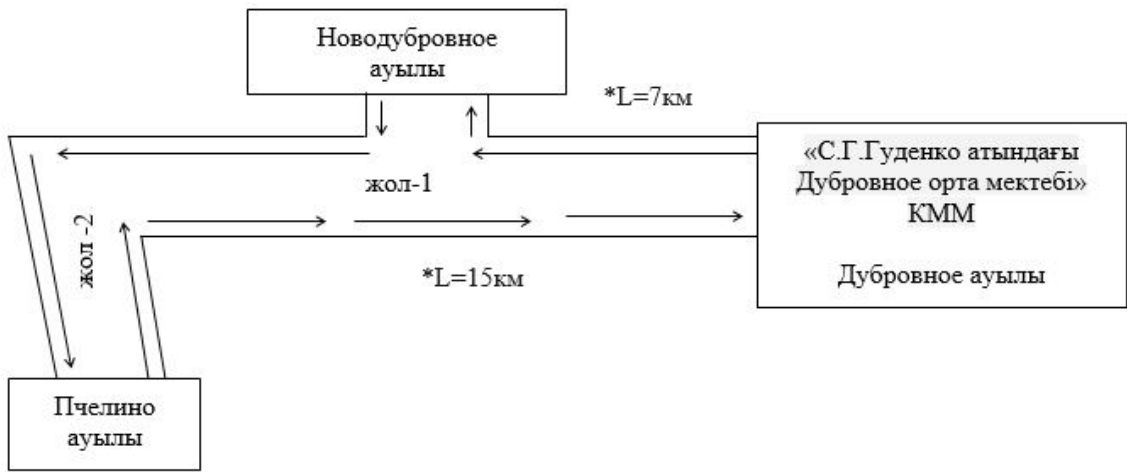 Новодубровное
ауылы
*L=7км
«С.Г.Гуденко атындағы
Дубровное орта мектебі»
КММ
Дубровное ауылы
жол-1
жол -2
*L=15км
Пчелино
ауылы